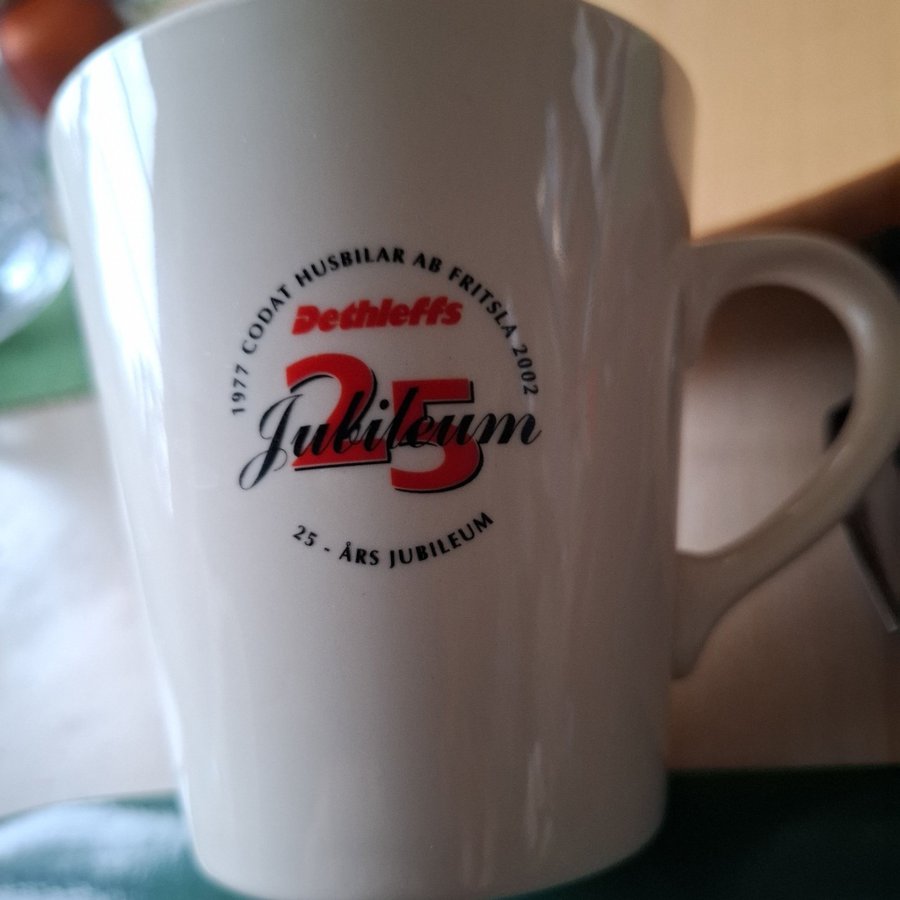 1977 CODAT HUSBILAR AB FRITSLA 2002
Dethleffs
25
Jubileum
25 - ÅRS JUBILEUM